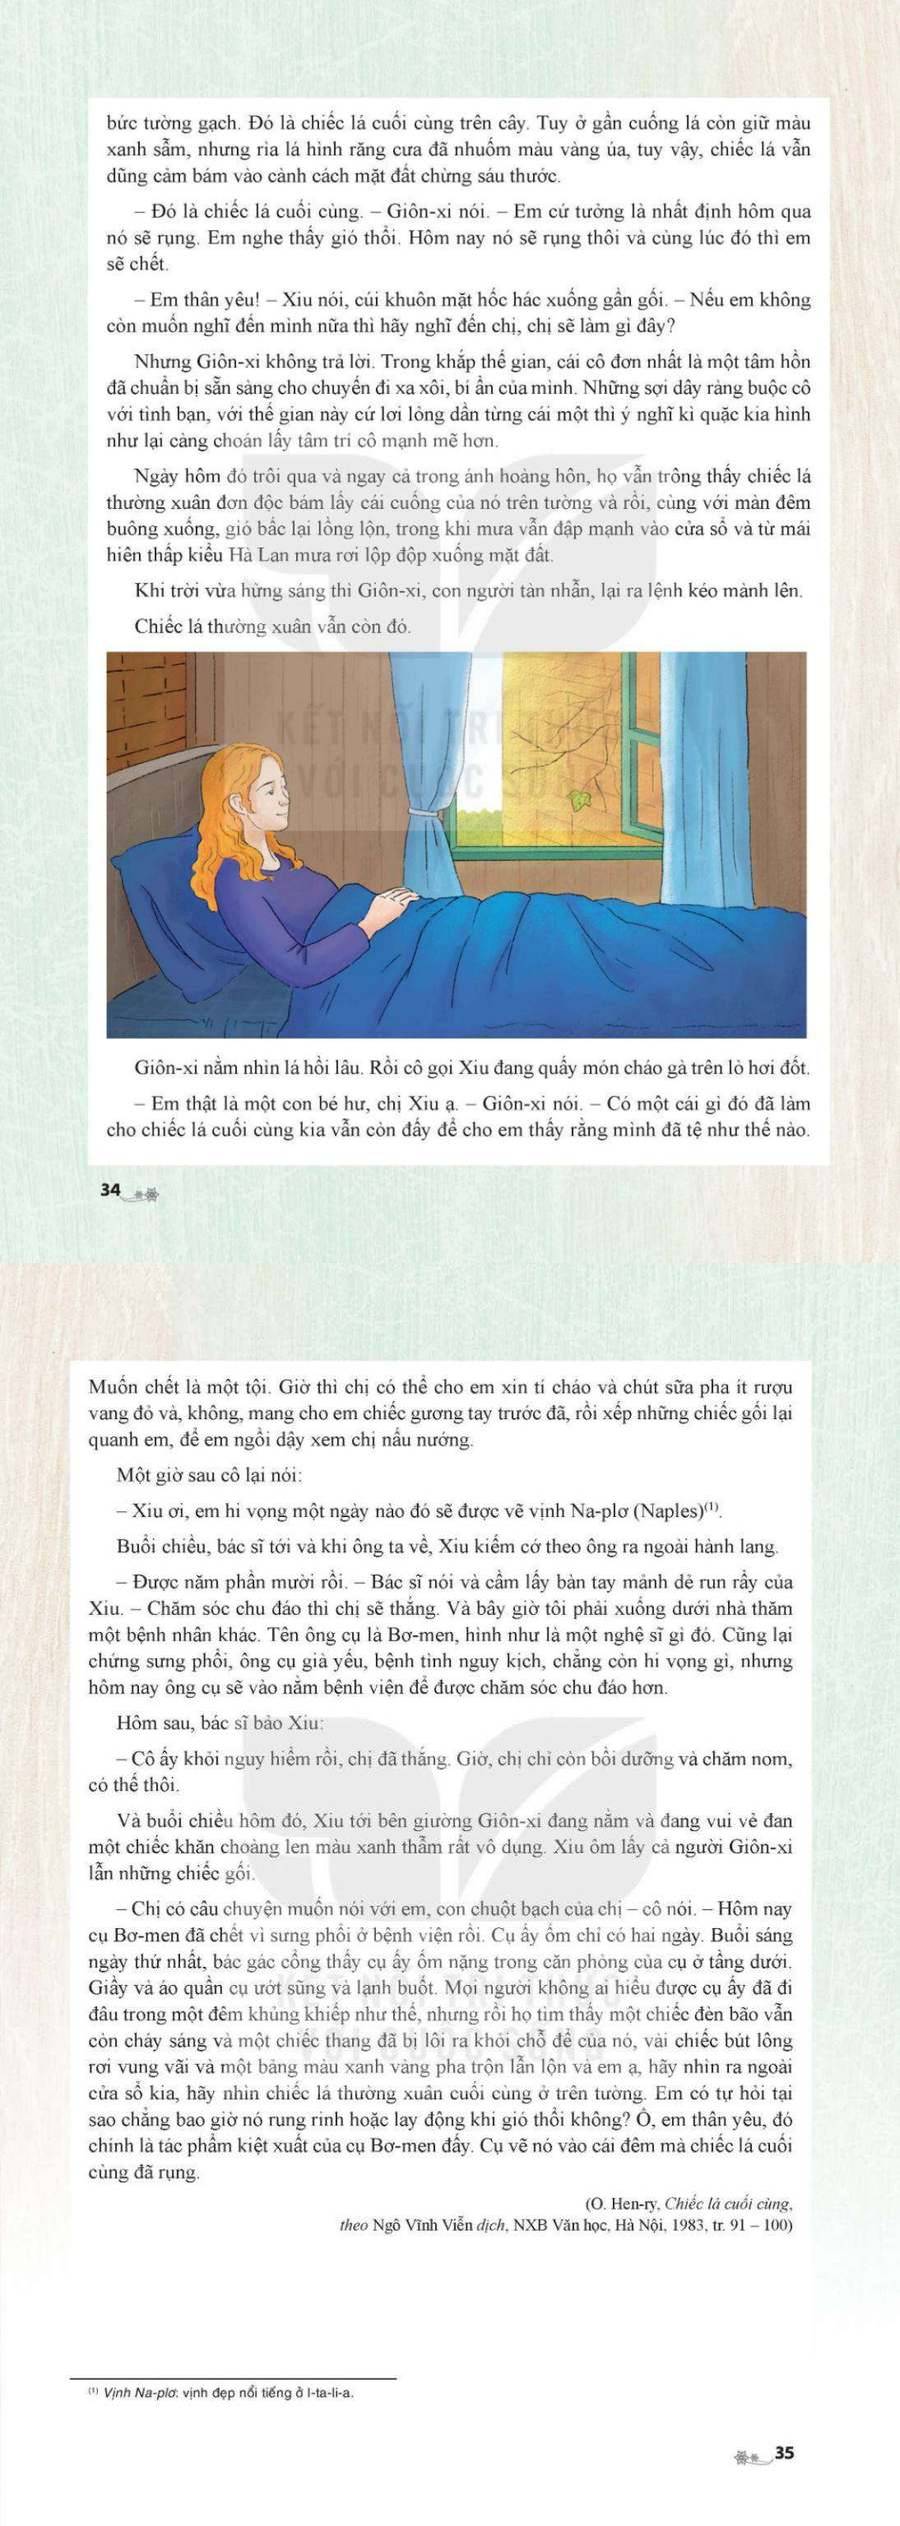 bức tường gạch. Đó là chiếc lá cuối cùng trên cây. Tuy ở gần cuống lá còn giữ màu
xanh sẫm, nhưng rìa lá hình răng cưa đã nhuốm màu vàng úa, tuy vậy, chiếc lá vẫn
dũng cảm bám vào cành cách mặt đất chừng sáu thước.
– Đó là chiếc lá cuối cùng. – Giôn-xi nói. – Em cứ tưởng là nhất định hôm qua
nó sẽ rụng. Em nghe thấy gió thổi. Hôm nay nó sẽ rụng thôi và cùng lúc đó thì em
sẽ chết.
– Em thân yêu! – Xiu nói, cúi khuôn mặt hốc hác xuống gần gối. – Nếu em không
còn muốn nghĩ đến mình nữa thì hãy nghĩ đến chị, chị sẽ làm gì đây?
Nhưng Giôn-xi không trả lời. Trong khắp thế gian, cái cô đơn nhất là một tâm hồn
đã chuẩn bị sẵn sàng cho chuyến đi xa xôi, bí ẩn của mình. Những sợi dây ràng buộc cô
với tình bạn, với thế gian này cứ lơi lỏng dần từng cái một thì ý nghĩ kì quặc kia hình
như lại càng choán lấy tâm trí cô mạnh mẽ hơn.
Ngày hôm đó trôi qua và ngay cả trong ánh hoàng hôn, họ vẫn trông thấy chiếc lá
thường xuân đơn độc bám lấy cái cuống của nó trên tường và rồi, cùng với màn đêm
buông xuống, gió bấc lại lồng lộn, trong khi mưa vẫn đập mạnh vào cửa sổ và từ mái
hiên thấp kiểu Hà Lan mưa rơi lộp độp xuống mặt đất.
Khi trời vừa hửng sáng thì Giôn-xi, con người tàn nhẫn, lại ra lệnh kéo mành lên.
Chiếc lá thường xuân vẫn còn đó.
KẾT NỐI TRI THỨC
VỚI CUỘC SỐNG
Giôn-xi nằm nhìn lá hồi lâu. Rồi cô gọi Xiu đang quấy món cháo gà trên lò hơi đốt.
– Em thật là một con bé hư, chị Xiu ạ. – Giôn-xi nói. – Có một cái gì đó đã làm
cho chiếc lá cuối cùng kia vẫn còn đấy để cho em thấy rằng mình đã tệ như thế nào.
34
Muốn chết là một tội. Giờ thì chị có thể cho em xin tí cháo và chút sữa pha ít rượu
vang đỏ và, không, mang cho em chiếc gương tay trước đã, rồi xếp những chiếc gối lại
quanh em, để em ngồi dậy xem chị nấu nướng.
Một giờ sau cô lại nói:
– Xiu ơi, em hi vọng một ngày nào đó sẽ được vẽ vịnh Na-plơ (Naples)⁽¹⁾.
Buổi chiều, bác sĩ tới và khi ông ta về, Xiu kiếm cớ theo ông ra ngoài hành lang.
– Được năm phần mười rồi. – Bác sĩ nói và cầm lấy bàn tay mảnh dẻ run rẩy của
Xiu. – Chăm sóc chu đáo thì chị sẽ thắng. Và bây giờ tôi phải xuống dưới nhà thăm
một bệnh nhân khác. Tên ông cụ là Bơ-men, hình như là một nghệ sĩ gì đó. Cũng lại
chứng sưng phổi, ông cụ già yếu, bệnh tình nguy kịch, chẳng còn hi vọng gì, nhưng
hôm nay ông cụ sẽ vào nằm bệnh viện để được chăm sóc chu đáo hơn.
Hôm sau, bác sĩ bảo Xiu:
– Cô ấy khỏi nguy hiểm rồi, chị đã thắng. Giờ, chị chỉ còn bồi dưỡng và chăm nom,
có thế thôi.
Và buổi chiều hôm đó, Xiu tới bên giường Giôn-xi đang nằm và đang vui vẻ đan
một chiếc khăn choàng len màu xanh thẫm rất vô dụng. Xiu ôm lấy cả người Giôn-xi
lẫn những chiếc gối.
– Chị có câu chuyện muốn nói với em, con chuột bạch của chị – cô nói. – Hôm nay
cụ Bơ-men đã chết vì sưng phổi ở bệnh viện rồi. Cụ ấy ốm chỉ có hai ngày. Buổi sáng
ngày thứ nhất, bác gác cổng thấy cụ ấy ốm nặng trong căn phòng của cụ ở tầng dưới.
Giầy và áo quần cụ ướt sũng và lạnh buốt. Mọi người không ai hiểu được cụ ấy đã đi
đâu trong một đêm khủng khiếp như thế, nhưng rồi họ tìm thấy một chiếc đèn bão vẫn
còn cháy sáng và một chiếc thang đã bị lôi ra khỏi chỗ để của nó, vài chiếc bút lông
rơi vung vãi và một bảng màu xanh vàng pha trộn lẫn lộn và em ạ, hãy nhìn ra ngoài
cửa sổ kia, hãy nhìn chiếc lá thường xuân cuối cùng ở trên tường. Em có tự hỏi tại
sao chẳng bao giờ nó rung rinh hoặc lay động khi gió thổi không? Ồ, em thân yêu, đó
chính là tác phẩm kiệt xuất của cụ Bơ-men đấy. Cụ vẽ nó vào cái đêm mà chiếc lá cuối
cùng đã rụng.
KẾT NỐI TRI THỨC
VỚI CUỘC SỐNG
(O. Hen-ry, Chiếc lá cuối cùng,
theo Ngô Vĩnh Viễn dịch, NXB Văn học, Hà Nội, 1983, tr. 91 – 100)
⁽¹⁾ Vịnh Na-plơ: vịnh đẹp nổi tiếng ở I-ta-li-a.
35